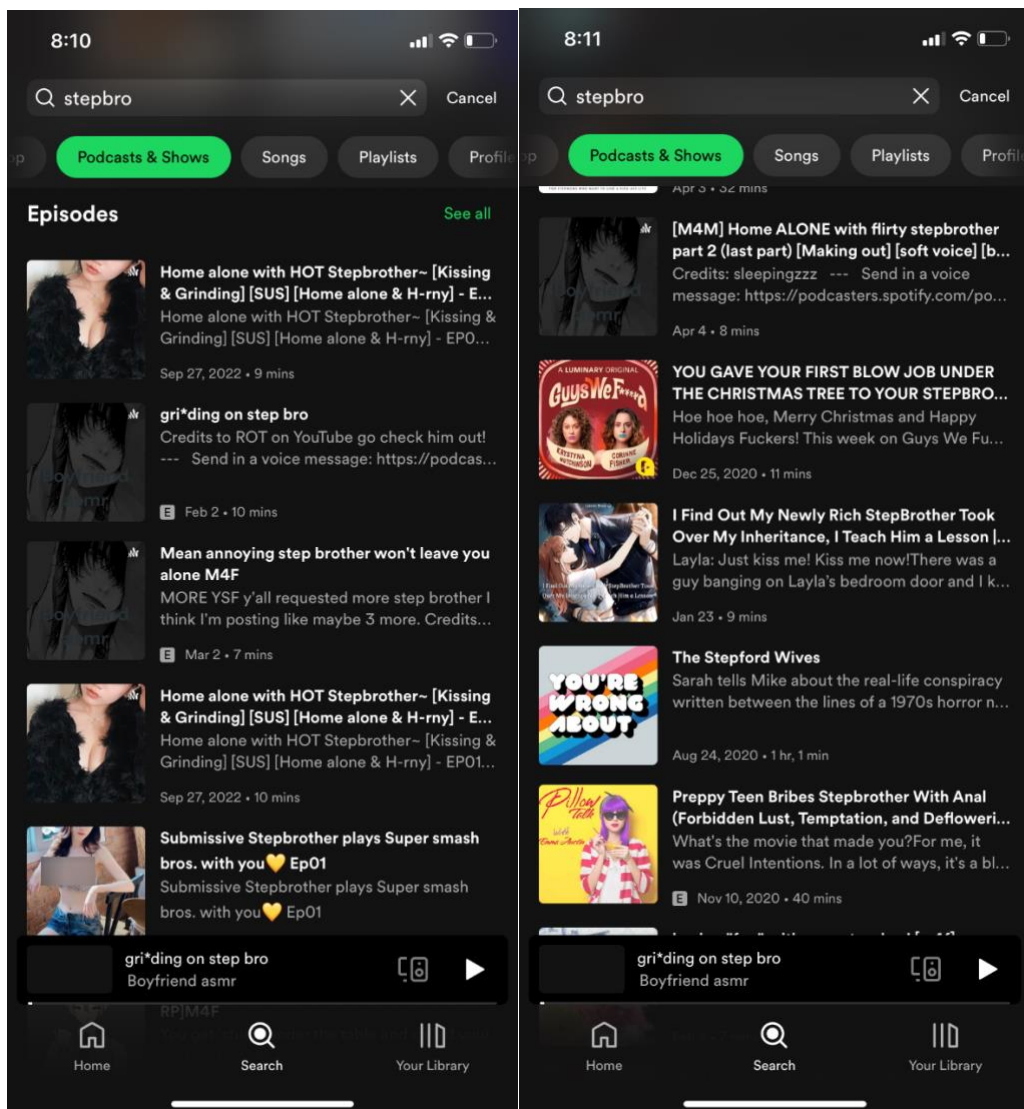 8:10
stepbro
Cancel
Podcasts & Shows
Songs
Playlists
Episodes
See all
Home alone with HOT Stepbrother~ [Kissing
& Grinding] [SUS] [Home alone & H-rny] - E...
Home alone with HOT Stepbrother~ [Kissing &
Grinding] [SUS] [Home alone & H-rny] - EP0...
Sep 27, 2022 • 9 mins
gri*ding on step bro
Credits to ROT on YouTube go check him out!
--- Send in a voice message: https://podcas...
E Feb 2 • 10 mins
Mean annoying step brother won't leave you
alone M4F
MORE YSF y'all requested more step brother I
think I'm posting like maybe 3 more. Credits...
E Mar 2 • 7 mins
Home alone with HOT Stepbrother~ [Kissing
& Grinding] [SUS] [Home alone & H-rny] - E...
Home alone with HOT Stepbrother~ [Kissing &
Grinding] [SUS] [Home alone & H-rny] - EP01...
Sep 27, 2022 • 10 mins
Submissive Stepbrother plays Super smash
bros. with you💛 Ep01
Submissive Stepbrother plays Super smash
bros. with you💛 Ep01
gri*ding on step bro
Boyfriend asmr
RP]M4F
Home
Search
Your Library
8:11
stepbro
Cancel
Podcasts & Shows
Songs
Playlists
Apr 3 • 32 mins
[M4M] Home ALONE with flirty stepbrother
part 2 (last part) [Making out] [soft voice] [b...
Credits: sleepingzzz --- Send in a voice
message: https://podcasters.spotify.com/po...
Apr 4 • 8 mins
A LUMINARY ORIGINAL
GuysWeF****d
KRYSTYNA HUTCHINSON
CORINNE FISHER
YOU GAVE YOUR FIRST BLOW JOB UNDER
THE CHRISTMAS TREE TO YOUR STEPBRO...
Hoe hoe hoe, Merry Christmas and Happy
Holidays Fuckers! This week on Guys We Fu...
Dec 25, 2020 • 11 mins
I Find Out My Newly Rich StepBrother Took
Over My Inheritance, I Teach Him a Lesson |...
Layla: Just kiss me! Kiss me now!There was a
guy banging on Layla's bedroom door and I k...
Jan 23 • 9 mins
YOU'RE
WRONG
ABOUT
The Stepford Wives
Sarah tells Mike about the real-life conspiracy
written between the lines of a 1970s horror n...
Aug 24, 2020 • 1 hr, 1 min
Pillow
Talk
With
Preppy Teen Bribes Stepbrother With Anal
(Forbidden Lust, Temptation, and Defloweri...
What's the movie that made you?For me, it
was Cruel Intentions. In a lot of ways, it's a bl...
E Nov 10, 2020 • 40 mins
gri*ding on step bro
Boyfriend asmr
Home
Search
Your Library